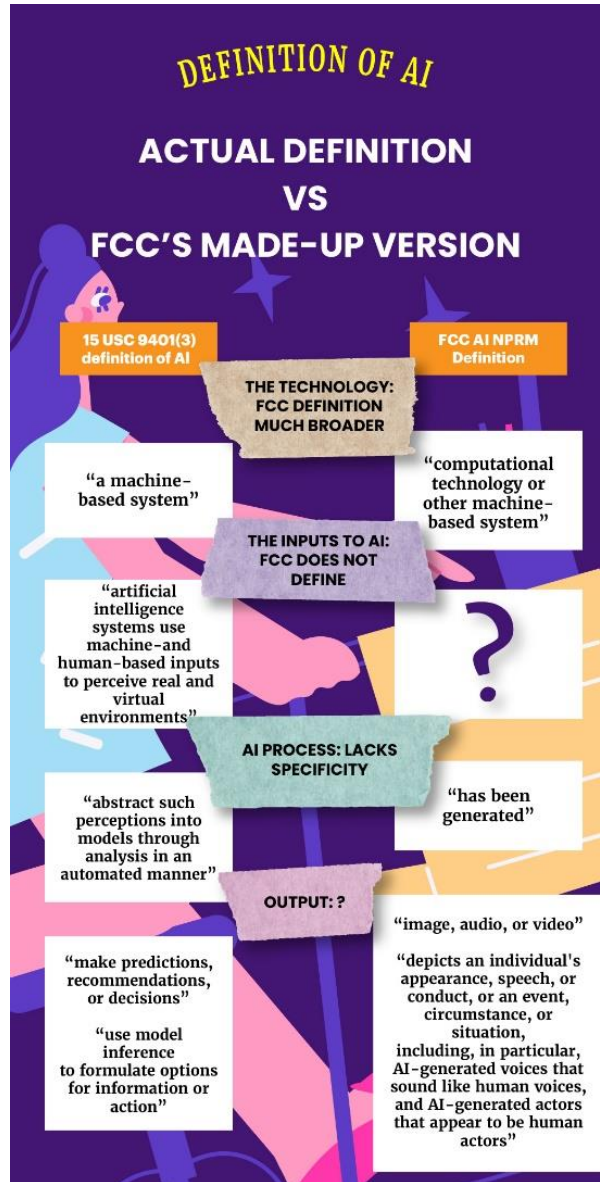 DEFINITION OF AI
ACTUAL DEFINITION
VS
FCC'S MADE-UP VERSION
15 USC 9401(3)
definition of AI
FCC AI NPRM
Definition
THE TECHNOLOGY:
FCC DEFINITION
MUCH BROADER
“a machine-
based system”
“computational
technology or
other machine-
based system”
THE INPUTS TO AI:
FCC DOES NOT
DEFINE
“artificial
intelligence
systems use
machine-and
human-based inputs
to perceive real and
virtual
environments”
?
AI PROCESS: LACKS
SPECIFICITY
“abstract such
perceptions into
models through
analysis in an
automated manner”
“has been
generated”
OUTPUT: ?
“make predictions,
recommendations,
or decisions”
“use model
inference
to formulate options
for information or
action”
“image, audio, or video”
“depicts an individual's
appearance, speech, or
conduct, or an event,
circumstance, or
situation,
including, in particular,
AI-generated voices that
sound like human voices,
and AI-generated actors
that appear to be human
actors”